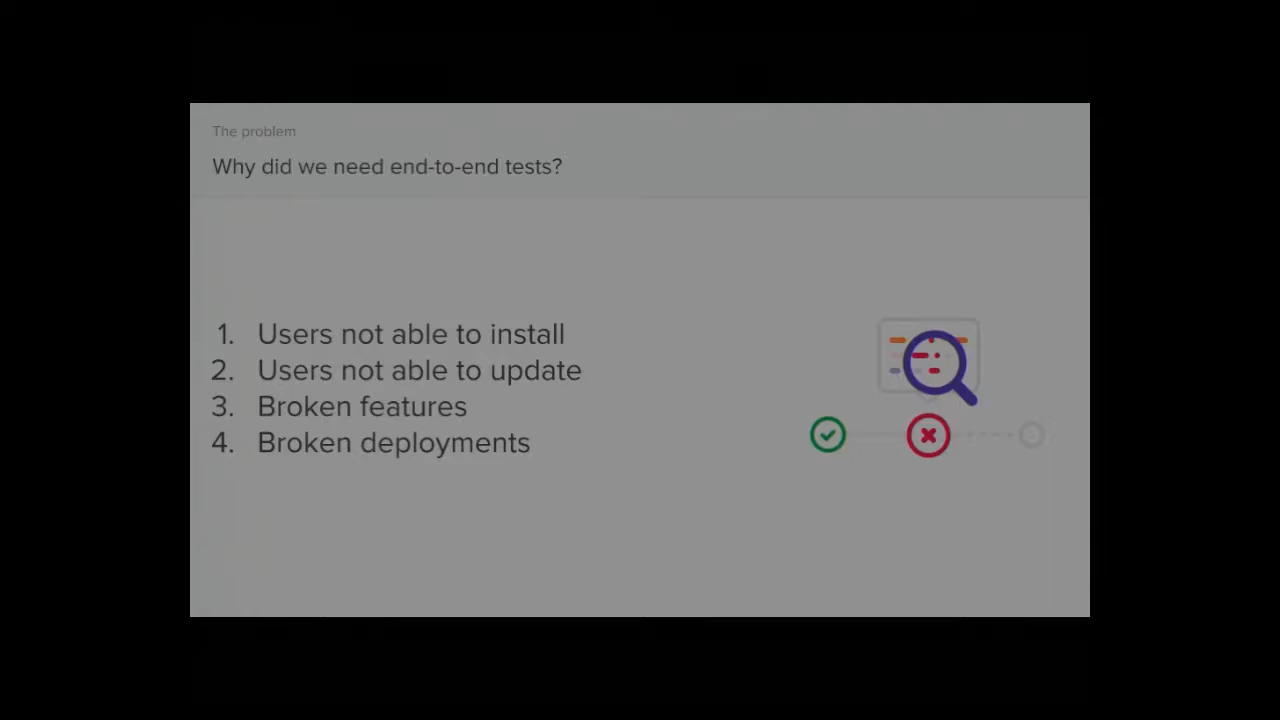 The problem
Why did we need end-to-end tests?
1. Users not able to install
2. Users not able to update
3. Broken features
4. Broken deployments